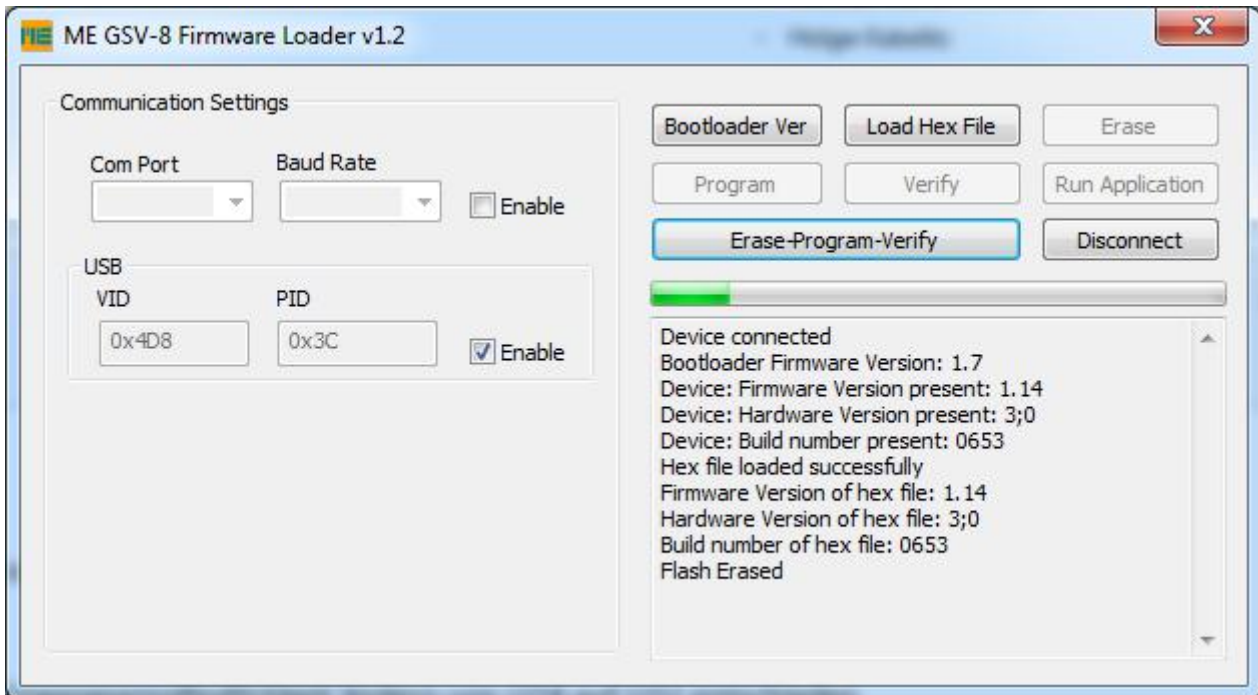 ME GSV-8 Firmware Loader v1.2
Communication Settings
Com Port
Baud Rate
Enable
USB
VID
PID
0x4D8
0x3C
Enable
Bootloader Ver
Load Hex File
Erase
Program
Verify
Run Application
Erase-Program-Verify
Disconnect
Device connected
Bootloader Firmware Version: 1.7
Device: Firmware Version present: 1.14
Device: Hardware Version present: 3;0
Device: Build number present: 0653
Hex file loaded successfully
Firmware Version of hex file: 1.14
Hardware Version of hex file: 3;0
Build number of hex file: 0653
Flash Erased